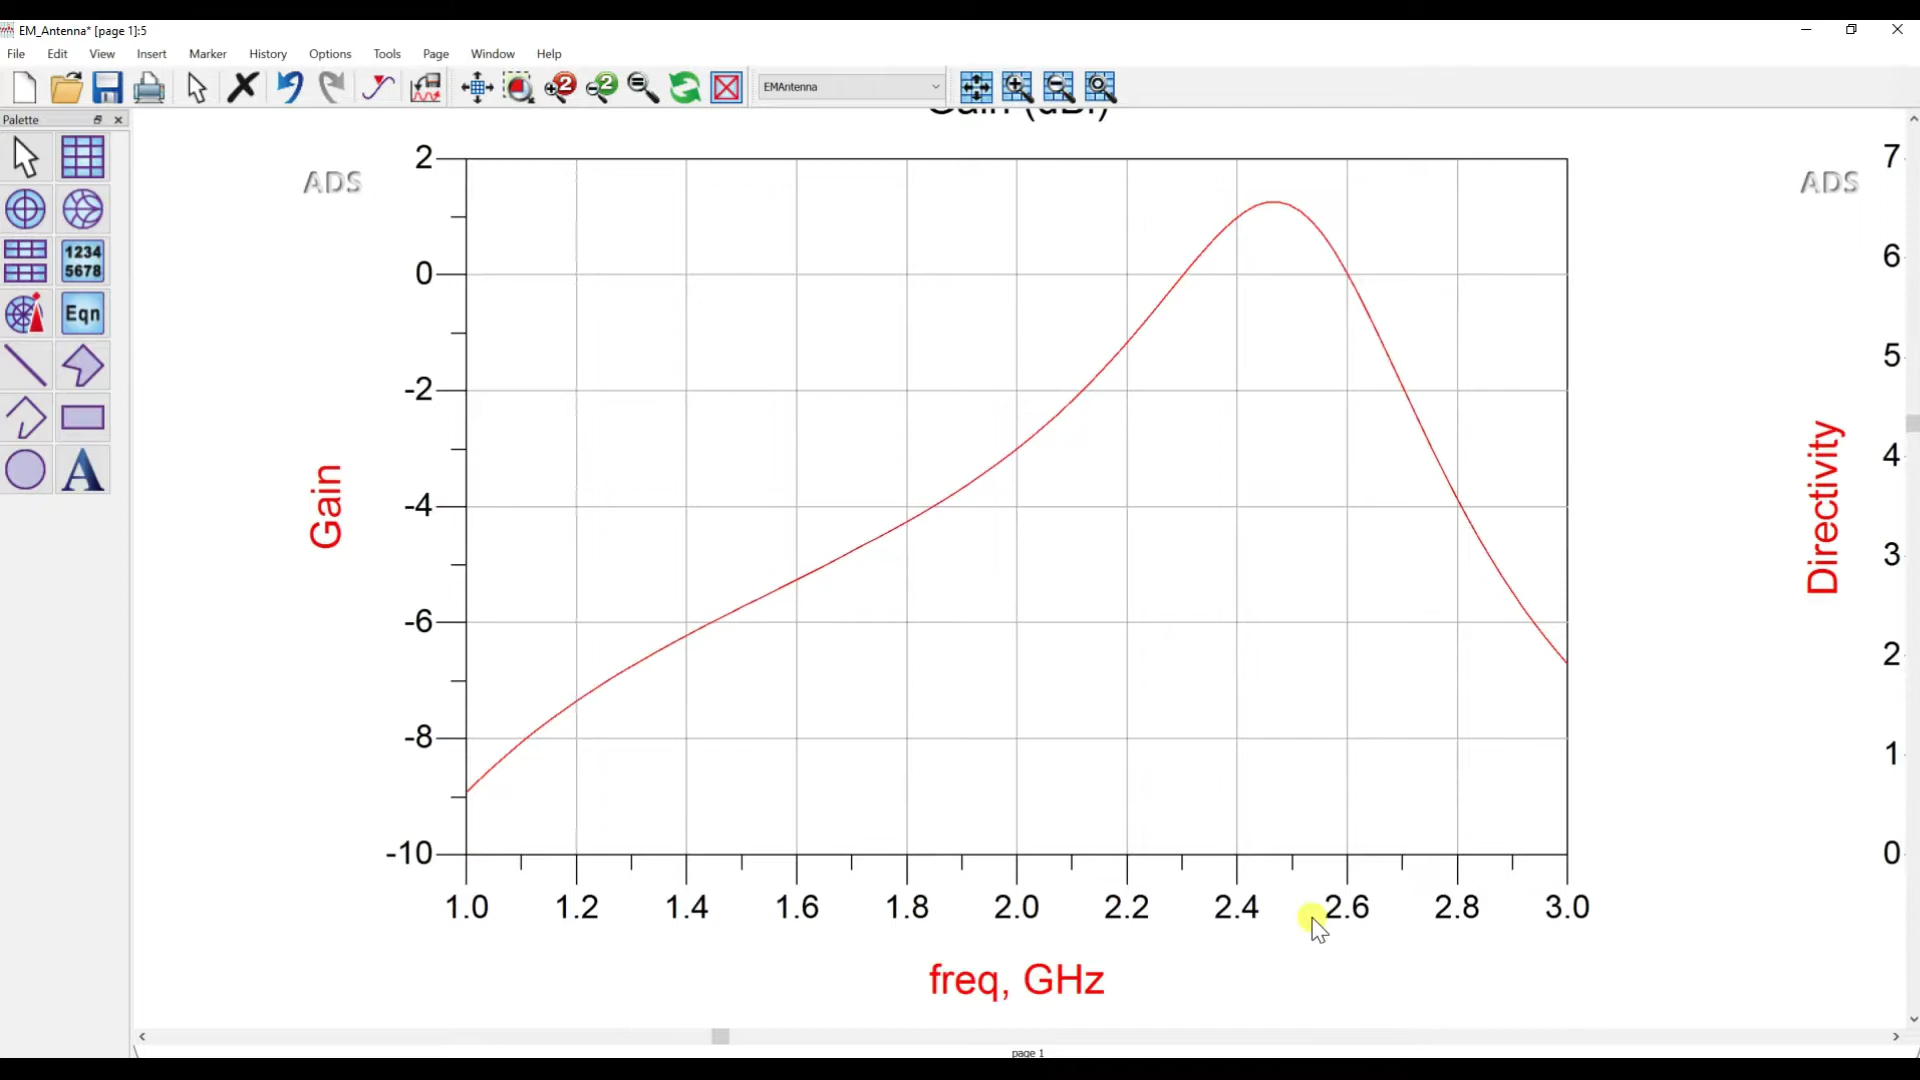 EM_Antenna* [page 1]:5
File Edit View Insert Marker History Options Tools Page Window Help
EMAntenna
Palette
1234
5678
Eqn
A
Gain (dBi)
ADS
2
0
-2
-4
-6
-8
-10
Gain
1.0 1.2 1.4 1.6 1.8 2.0 2.2 2.4 2.6 2.8 3.0
freq, GHz
ADS
7
6
5
4
3
2
1
0
Directivity
page 1